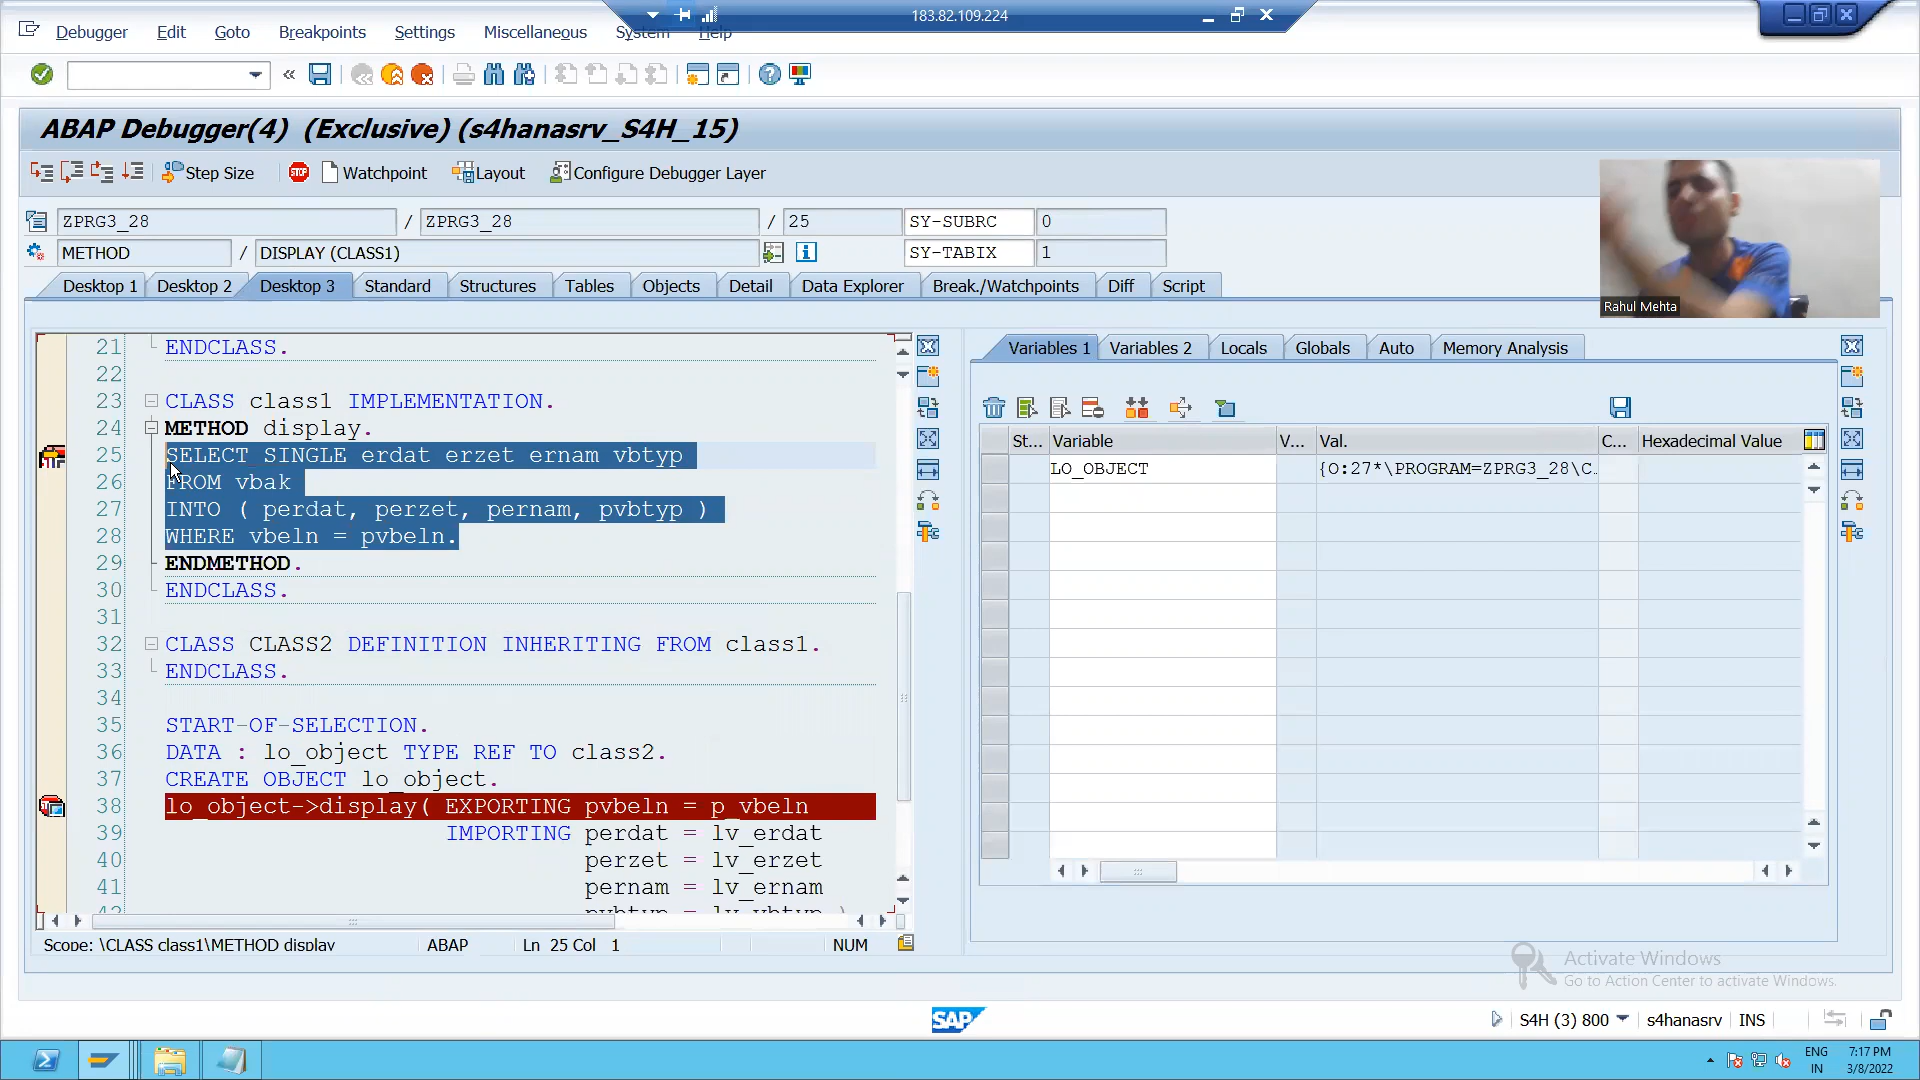 183.82.109.224
Debugger Edit Goto Breakpoints Settings Miscellaneous System Help
ABAP Debugger(4) (Exclusive) (s4hanasrv_S4H_15)
Step Size STOP Watchpoint Layout Configure Debugger Layer
ZPRG3_28 / ZPRG3_28 / 25 SY-SUBRC 0
METHOD / DISPLAY (CLASS1) SY-TABIX 1
Rahul Mehta
Desktop 1 Desktop 2 Desktop 3 Standard Structures Tables Objects Detail Data Explorer Break./Watchpoints Diff Script
Variables 1 Variables 2 Locals Globals Auto Memory Analysis
St... Variable V... Val. C... Hexadecimal Value
LO_OBJECT {O:27*\PROGRAM=ZPRG3_28\C.
21 ENDCLASS.
22
23 CLASS class1 IMPLEMENTATION.
24 METHOD display.
25 SELECT SINGLE erdat erzet ernam vbtyp
26 FROM vbak
27 INTO ( perdat, perzet, pernam, pvbtyp )
28 WHERE vbeln = pvbeln.
29 ENDMETHOD.
30 ENDCLASS.
31
32 CLASS CLASS2 DEFINITION INHERITING FROM class1.
33 ENDCLASS.
34
35 START-OF-SELECTION.
36 DATA : lo_object TYPE REF TO class2.
37 CREATE OBJECT lo_object.
38 lo_object->display( EXPORTING pvbeln = p_vbeln
39 IMPORTING perdat = lv_erdat
40 perzet = lv_erzet
41 pernam = lv_ernam
42 pvbtyp = lv_vbtyp )
Scope: \CLASS class1\METHOD display ABAP Ln 25 Col 1 NUM
Activate Windows
Go to Action Center to activate Windows.
SAP
S4H (3) 800 s4hanasrv INS
ENG
IN
7:17 PM
3/8/2022